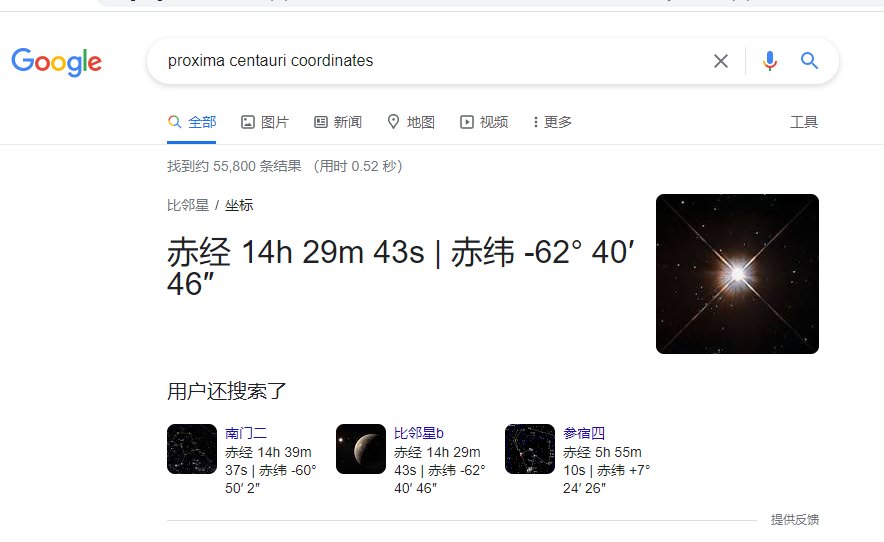 Google
proxima centauri coordinates
全部 图片 新闻 地图 视频 更多 工具
找到约 55,800 条结果 （用时 0.52 秒）
比邻星 / 坐标
赤经 14h 29m 43s | 赤纬 -62° 40′
46″
用户还搜索了
南门二
赤经 14h 39m
37s | 赤纬 -60°
50′ 2″
比邻星b
赤经 14h 29m
43s | 赤纬 -62°
40′ 46″
参宿四
赤经 5h 55m
10s | 赤纬 +7°
24′ 26″
提供反馈